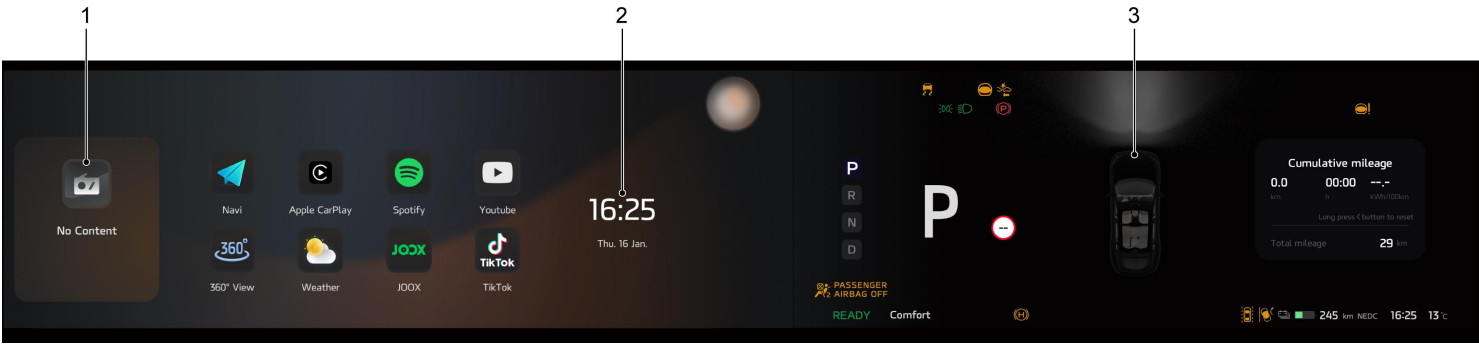 1
2
3
No Content
Navi
Apple CarPlay
Spotify
Youtube
360°
JOOX
TikTok
360° View
Weather
JOOX
TikTok
16:25
Thu. 16 Jan.
P
R
N
D
P
--
(P)
PASSENGER
AIRBAG OFF
2
READY
Comfort
(H)
Cumulative mileage
0.0 00:00 --.-
km h kWh/100km
Long press < button to reset
Total mileage 29 km
245 km NEDC 16:25 13 °C